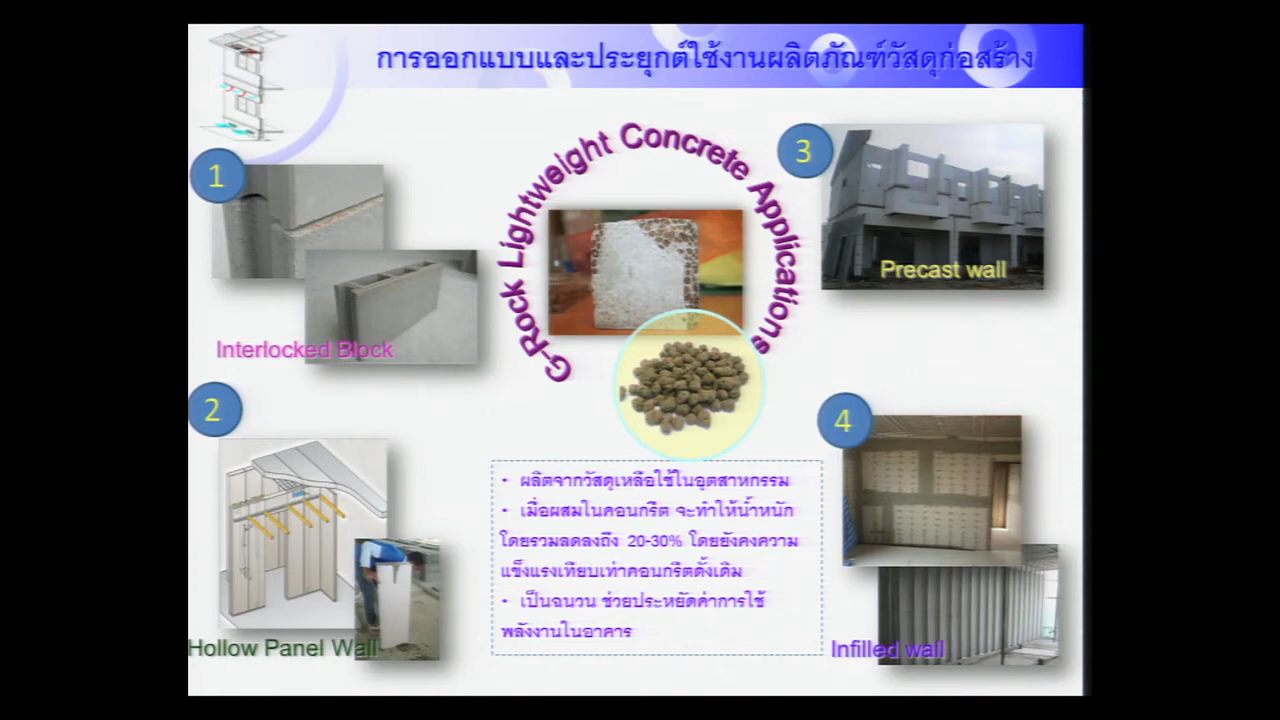 การออกแบบและประยุกต์ใช้งานผลิตภัณฑ์วัสดุก่อสร้าง
1
Interlocked Block
2
Hollow Panel Wall
G-Rock Lightweight Concrete Applications
• ผลิตจากวัสดุเหลือใช้ในอุตสาหกรรม
• เมื่อผสมในคอนกรีต จะทำให้น้ำหนัก
โดยรวมลดลงถึง 20-30% โดยยังคงความ
แข็งแรงเทียบเท่าคอนกรีตดั้งเดิม
• เป็นฉนวน ช่วยประหยัดค่าการใช้
พลังงานในอาคาร
3
Precast wall
4
Infilled wall